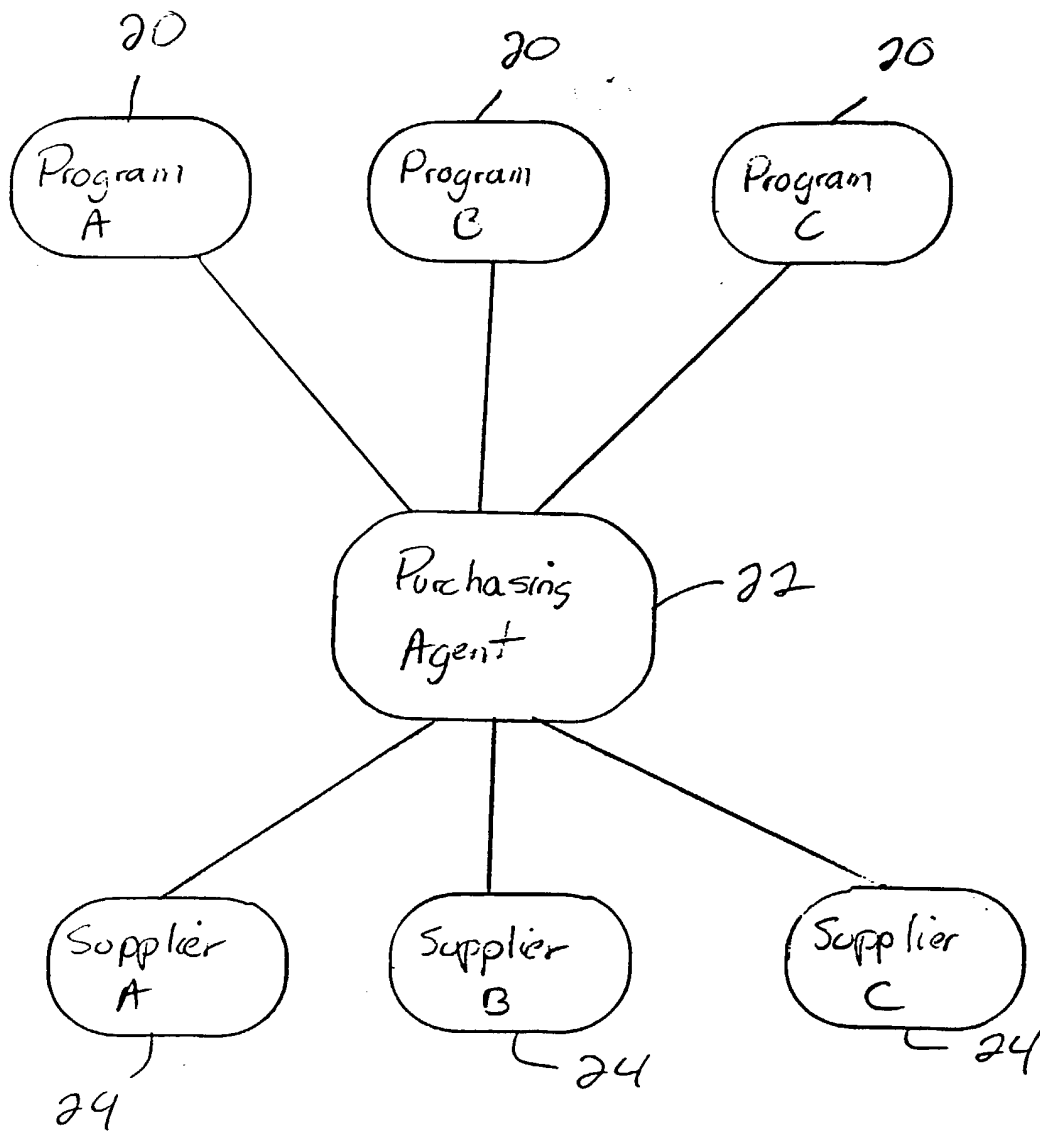 20
20
20
Program
A
Program
B
Program
C
Purchasing
Agent
22
Supplier
A
Supplier
B
Supplier
C
24
24
24